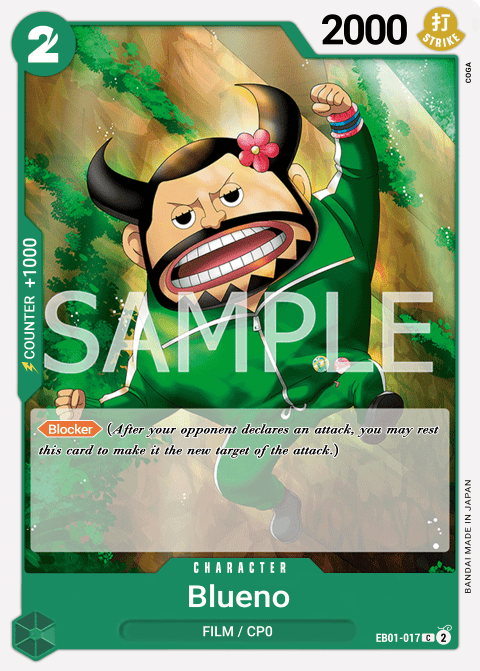 2
2000
打
STRIKE
COGA
COUNTER +1000
SAMPLE
Blocker (After your opponent declares an attack, you may rest
this card to make it the new target of the attack.)
BANDAI MADE IN JAPAN
CHARACTER
Blueno
FILM / CP0
EB01-017 C 2